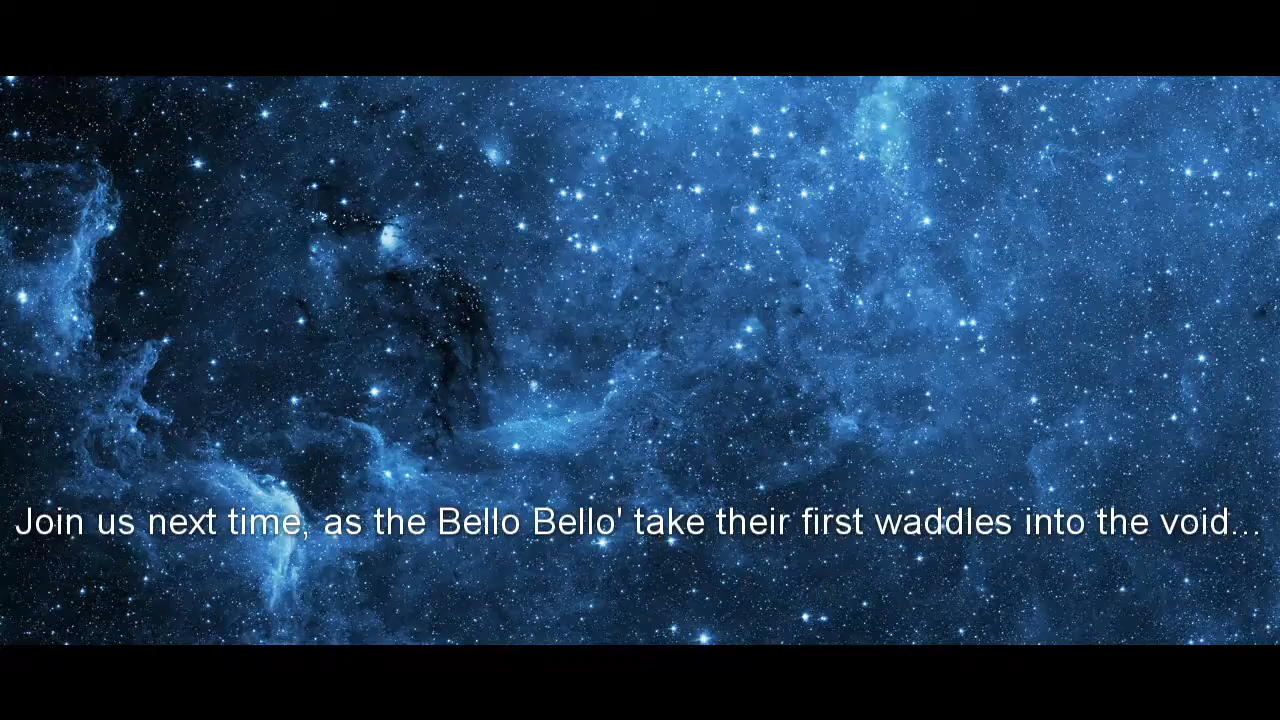 Join us next time, as the Bello Bello' take their first waddles into the void...